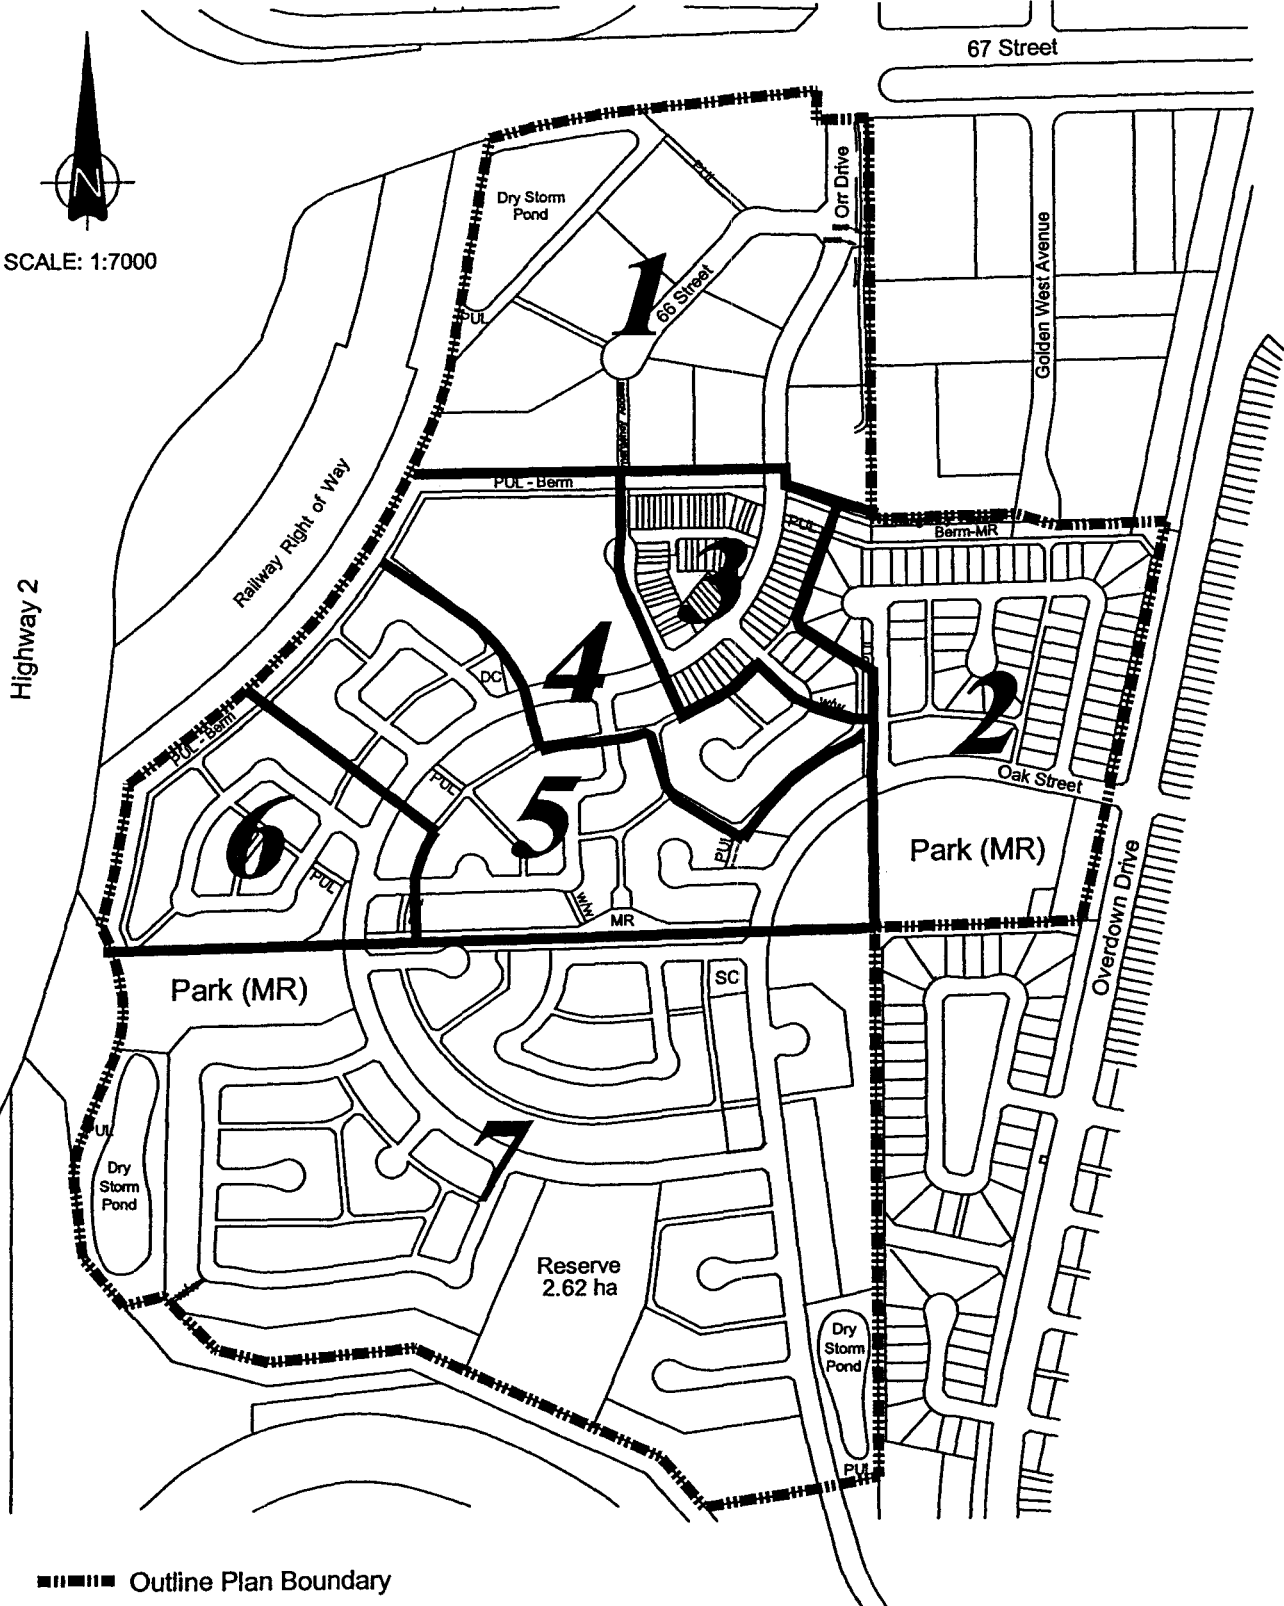 67 Street
N
SCALE: 1:7000
Dry Storm
Pond
PUL
Orr Drive
Golden West Avenue
1
66 Street
PUL
PUL - Berm
Railway Right of Way
Highway 2
PUL
Berm-MR
3
4
DC
PUL
w/w
2
Oak Street
PUL - Berm
PUL
5
6
PUL
PUL
Park (MR)
Overdown Drive
w/w
MR
Park (MR)
SC
PUL
Dry
Storm
Pond
7
Reserve
2.62 ha
Dry
Storm
Pond
PUL
Outline Plan Boundary